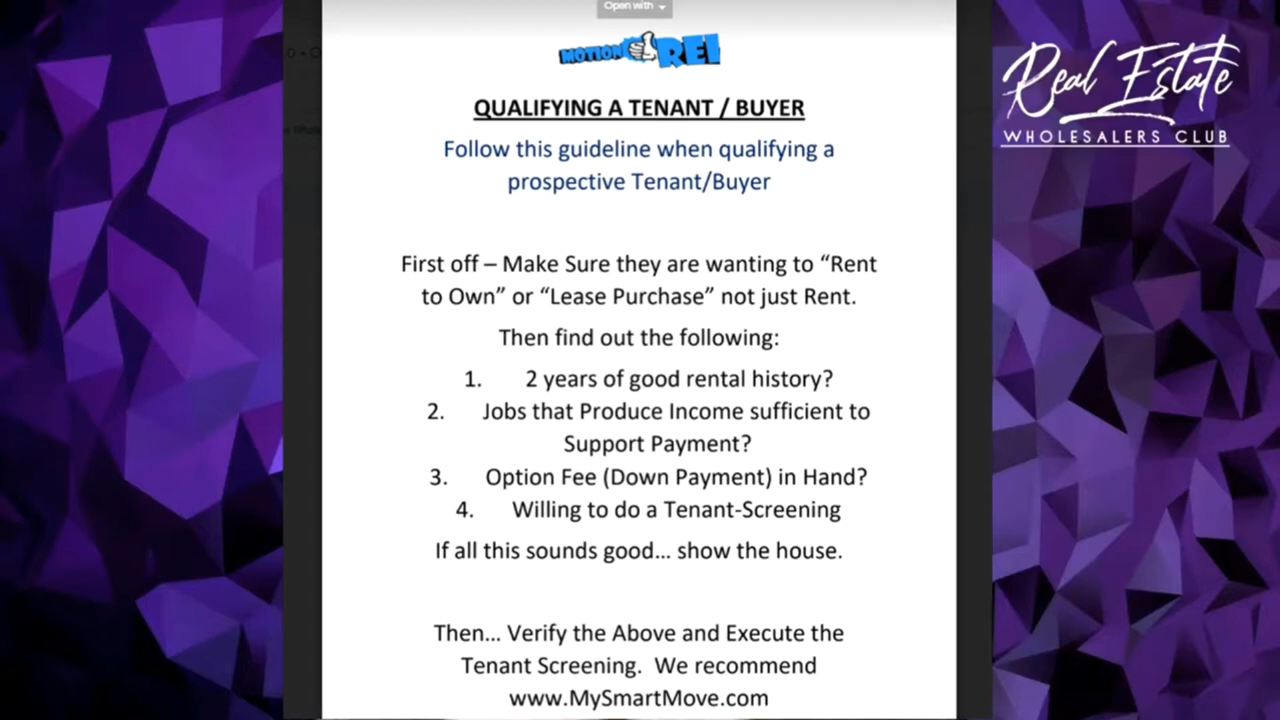 Open with
MOTION REI
Real Estate
WHOLESALERS CLUB
QUALIFYING A TENANT / BUYER
Follow this guideline when qualifying a
prospective Tenant/Buyer
First off – Make Sure they are wanting to “Rent
to Own” or “Lease Purchase” not just Rent.
Then find out the following:
1. 2 years of good rental history?
2. Jobs that Produce Income sufficient to
Support Payment?
3. Option Fee (Down Payment) in Hand?
4. Willing to do a Tenant-Screening
If all this sounds good... show the house.
Then... Verify the Above and Execute the
Tenant Screening.  We recommend
www.MySmartMove.com